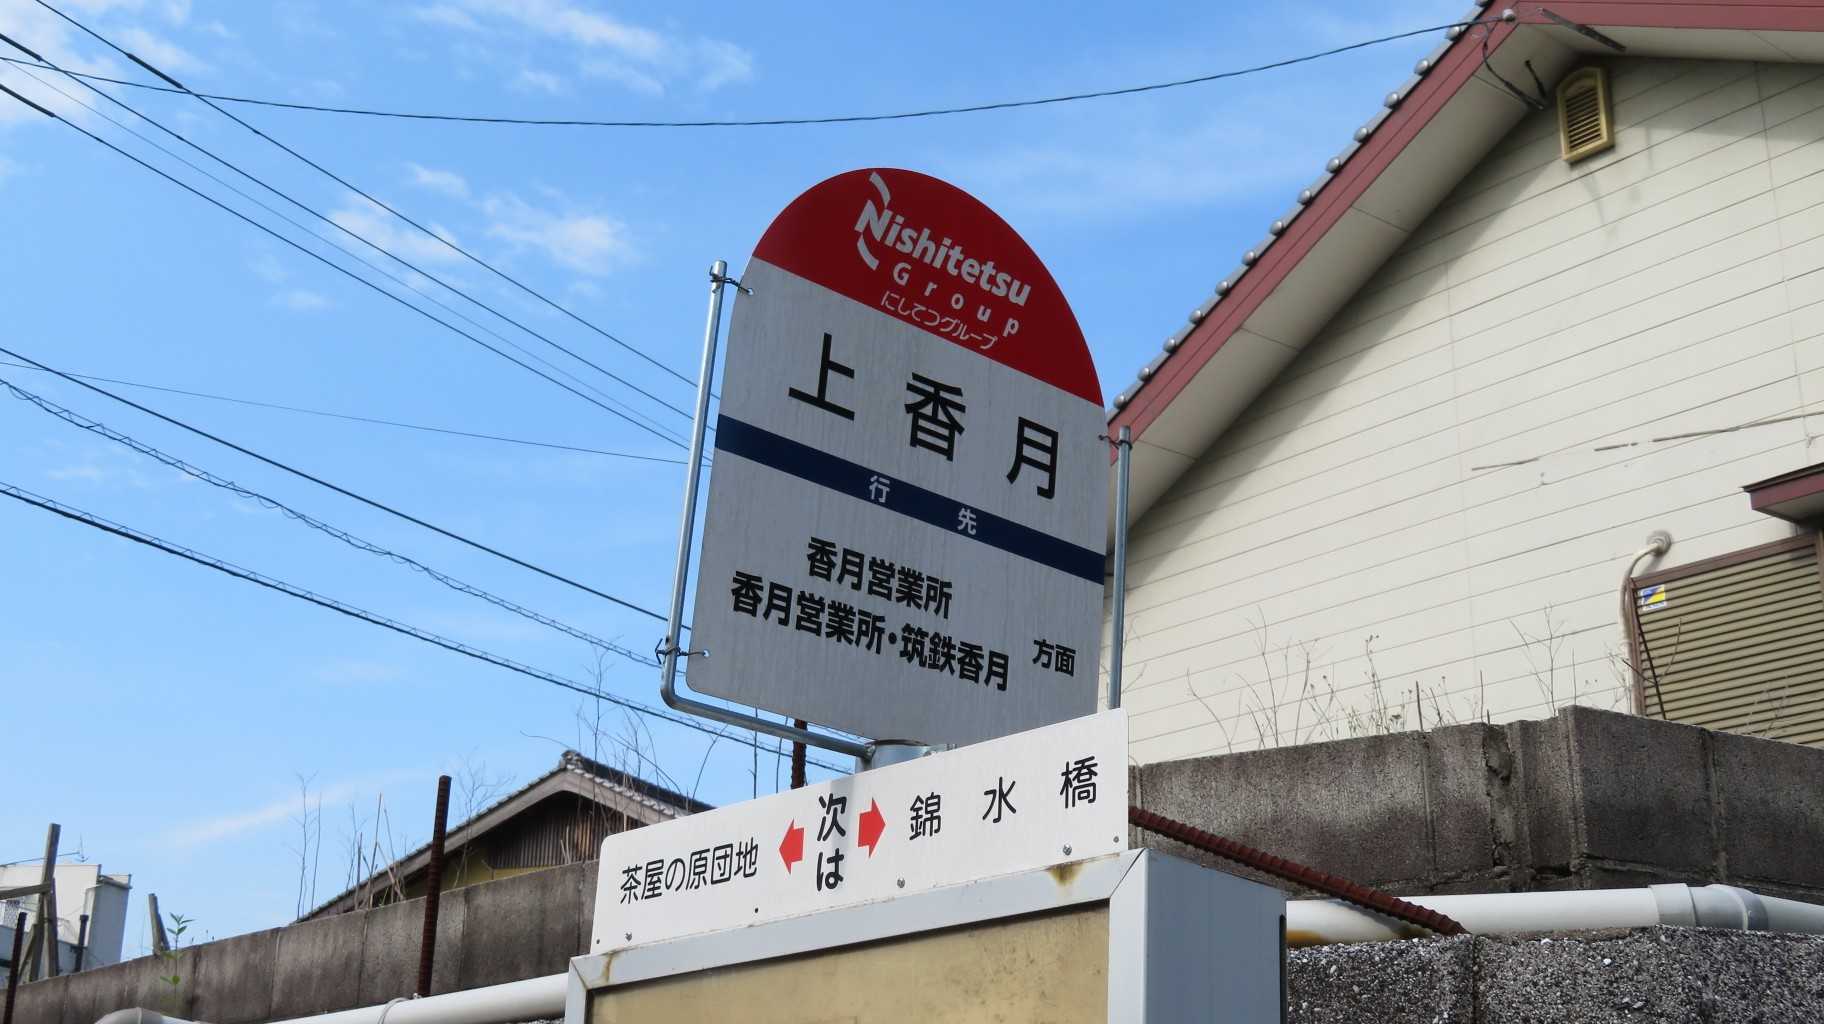 Nishitetsu
Group
にしてつグループ
上香月
行先
香月営業所
香月営業所・筑鉄香月 方面
茶屋の原団地 ← 次は → 錦水橋